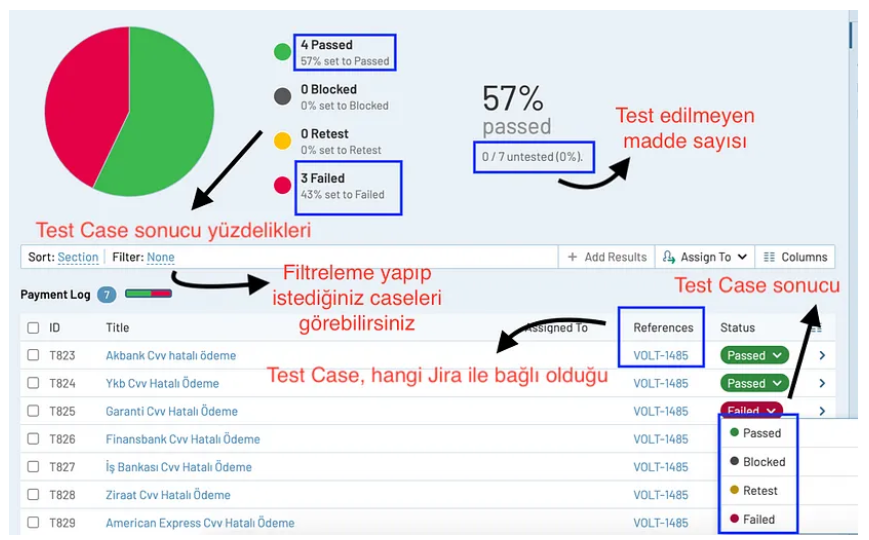 4 Passed
57% set to Passed
0 Blocked
0% set to Blocked
0 Retest
0% set to Retest
3 Failed
43% set to Failed
57%
passed
0 / 7 untested (0%).
Test edilmeyen
madde sayısı
Test Case sonucu yüzdelikleri
Sort: Section Filter: None
+ Add Results Assign To Columns
Filtreleme yapıp
istediğiniz caseleri
görebilirsiniz
Test Case sonucu
Payment Log 7
ID Title Assigned To References Status
T823 Akbank Cvv hatalı ödeme VOLT-1485 Passed
Test Case, hangi Jira ile bağlı olduğu
T824 Ykb Cvv Hatalı Ödeme VOLT-1485 Passed
T825 Garanti Cvv Hatalı Ödeme VOLT-1485 Failed
T826 Finansbank Cvv Hatalı Ödeme VOLT-1485
T827 İş Bankası Cvv Hatalı Ödeme VOLT-1485
T828 Ziraat Cvv Hatalı Ödeme VOLT-1485
T829 American Express Cvv Hatalı Ödeme VOLT-1485
Passed
Blocked
Retest
Failed